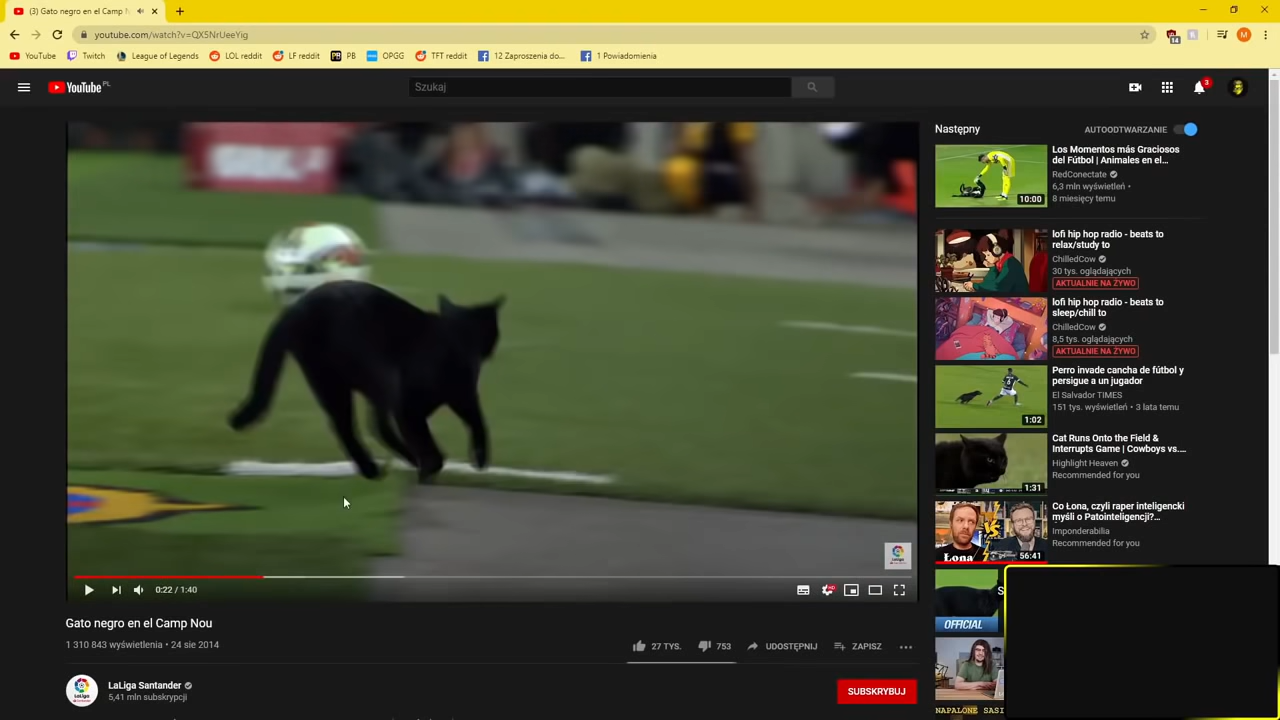 (3) Gato negro en el Camp N
youtube.com/watch?v=QX5NrUeeYig
14
M
YouTube
Twitch
League of Legends
LOL reddit
LF reddit
PB
OPGG
TFT reddit
12 Zaproszenia do...
1 Powiadomienia
YouTube PL
Szukaj
3
Następny
AUTOODTWARZANIE
10:00
Los Momentos más Graciosos
del Fútbol | Animales en el...
RedConectate
6,3 mln wyświetleń •
8 miesięcy temu
lofi hip hop radio - beats to
relax/study to
ChilledCow
30 tys. oglądających
AKTUALNIE NA ŻYWO
lofi hip hop radio - beats to
sleep/chill to
ChilledCow
8,5 tys. oglądających
AKTUALNIE NA ŻYWO
1:02
Perro invade cancha de fútbol y
persigue a un jugador
El Salvador TIMES
151 tys. wyświetleń • 3 lata temu
1:31
Cat Runs Onto the Field &
Interrupts Game | Cowboys vs....
Highlight Heaven
Recommended for you
Łona
VS
56:41
Co Łona, czyli raper inteligencki
myśli o Patointeligencji?...
Imponderabilia
Recommended for you
OFFICIAL
S
NAPALONE SASI
0:22 / 1:40
HD
Gato negro en el Camp Nou
1 310 843 wyświetlenia • 24 sie 2014
27 TYS.
753
UDOSTĘPNIJ
ZAPISZ
LaLiga Santander
5,41 mln subskrypcji
SUBSKRYBUJ